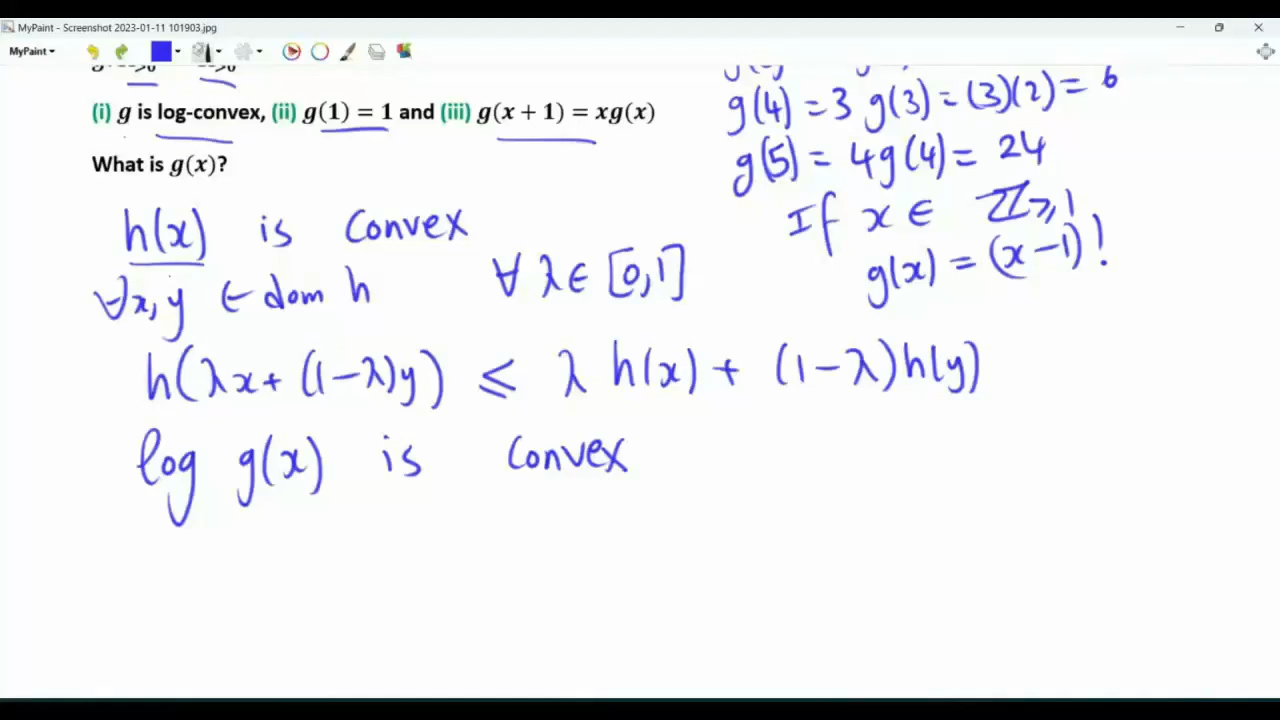 MyPaint - Screenshot 2023-01-11 101903.jpg
MyPaint
(i) g is log-convex, (ii) g(1) = 1 and (iii) g(x + 1) = xg(x)
What is g(x)?
g(4) = 3 g(3) = (3)(2) = 6
g(5) = 4g(4) = 24
If x ∈ ℤ≥1
g(x) = (x-1)!
h(x) is convex
∀x, y ∈ dom h ∀ λ ∈ [0,1]
h(λx + (1-λ)y) ≤ λ h(x) + (1-λ)h(y)
log g(x) is convex